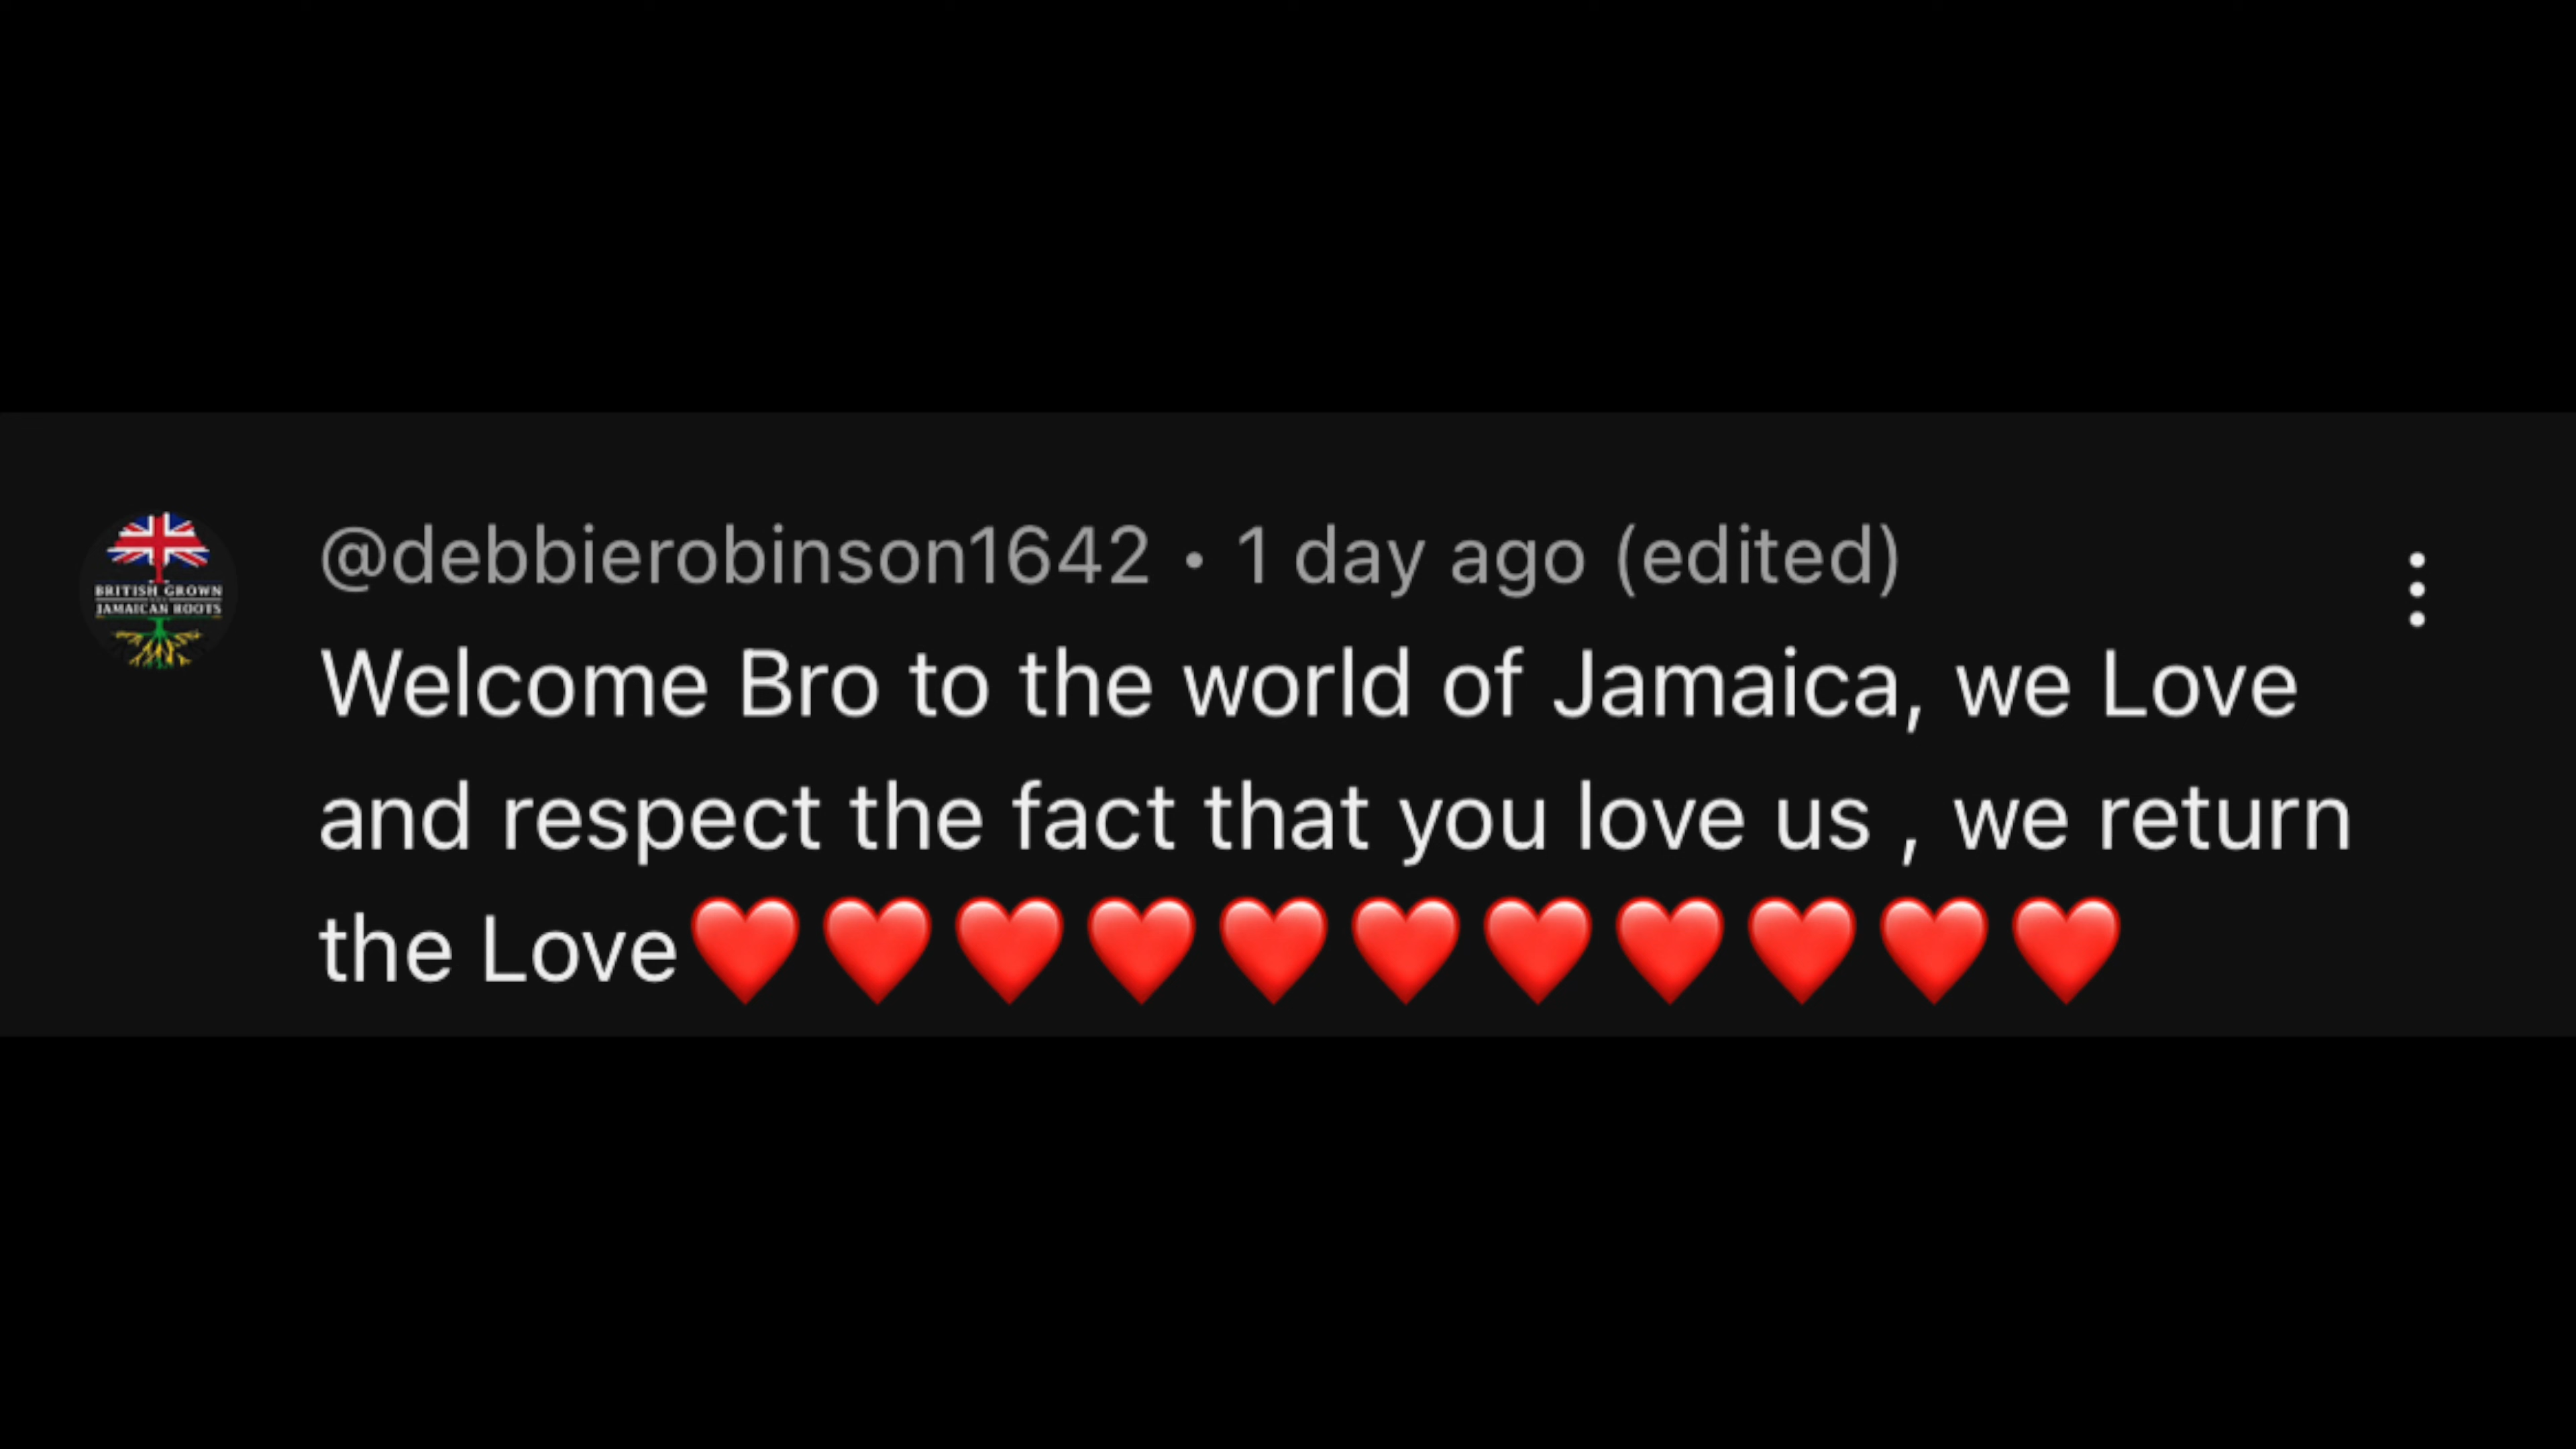 BRITISH GROWN
JAMAICAN ROOTS
@debbierobinson1642 • 1 day ago (edited)
Welcome Bro to the world of Jamaica, we Love
and respect the fact that you love us , we return
the Love❤️❤️❤️❤️❤️❤️❤️❤️❤️❤️❤️